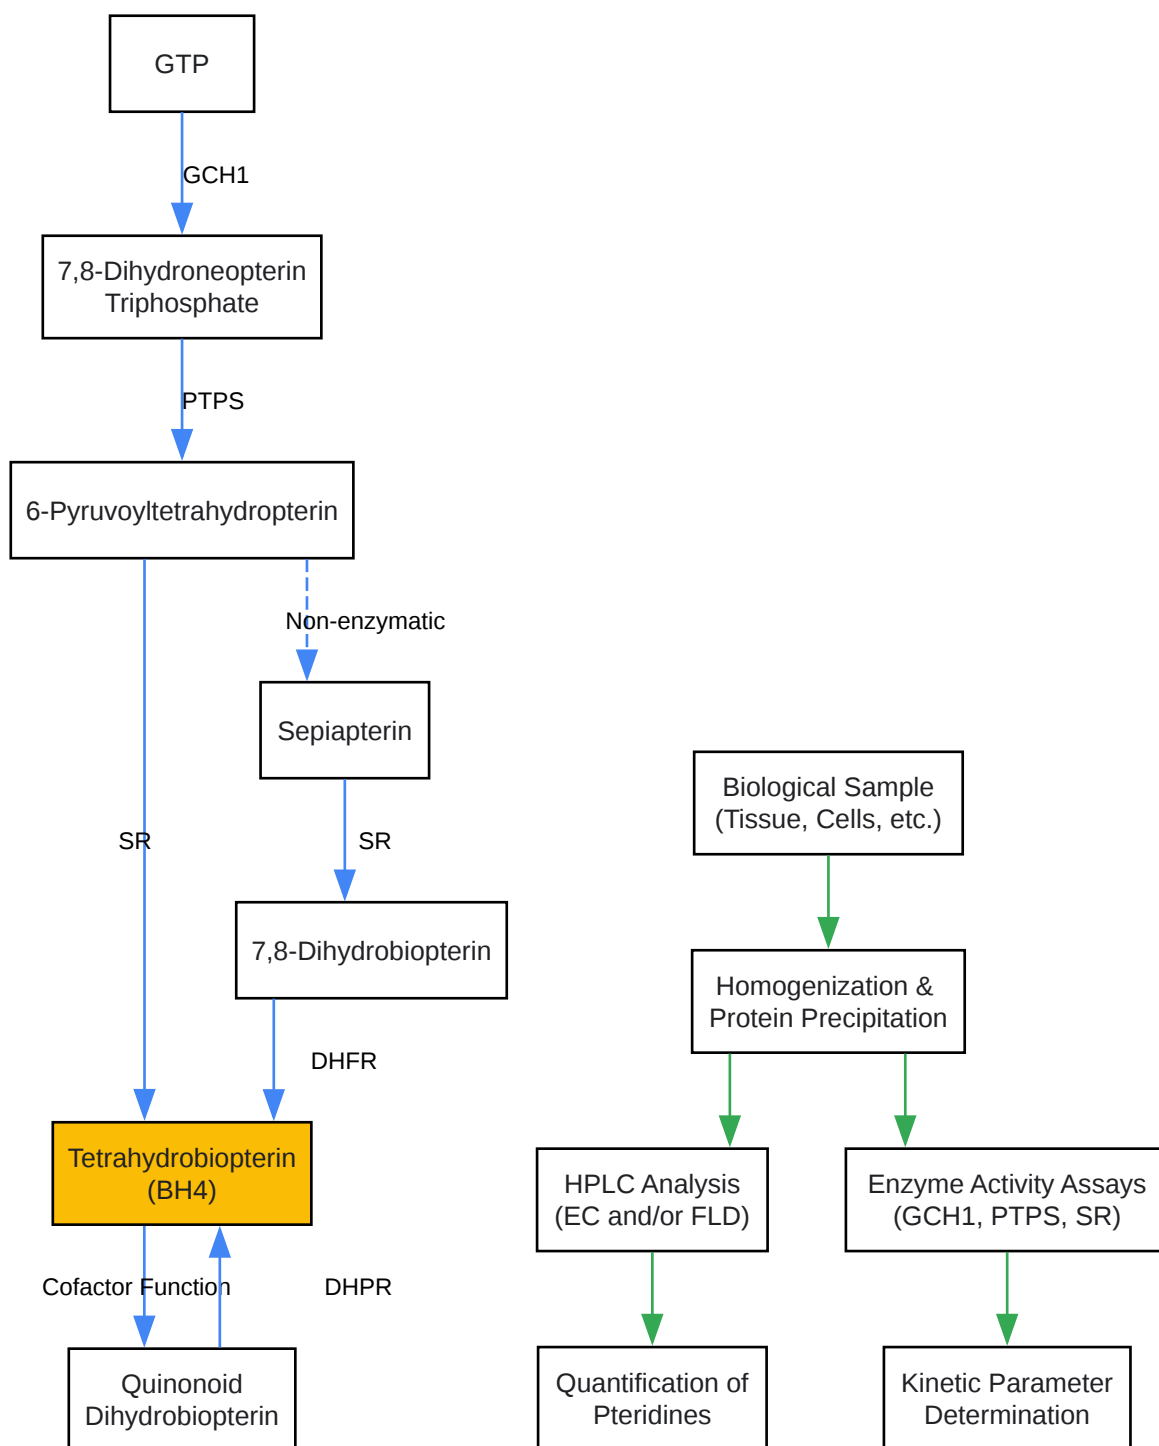 GTP
GCH1
7,8-Dihydroneopterin
Triphosphate
PTPS
6-Pyruvoyltetrahydropterin
Non-enzymatic
Sepiapterin
SR
SR
7,8-Dihydrobiopterin
DHFR
Tetrahydrobiopterin
(BH4)
Cofactor Function
DHPR
Quinonoid
Dihydrobiopterin
Biological Sample
(Tissue, Cells, etc.)
Homogenization &
Protein Precipitation
HPLC Analysis
(EC and/or FLD)
Enzyme Activity Assays
(GCH1, PTPS, SR)
Quantification of
Pteridines
Kinetic Parameter
Determination